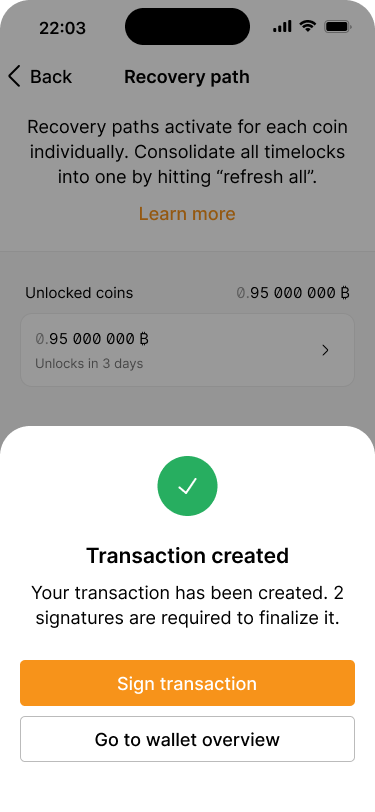 22:03
Back
Recovery path
Recovery paths activate for each coin
individually. Consolidate all timelocks
into one by hitting “refresh all”.
Learn more
Unlocked coins 0.95 000 000 ₿
0.95 000 000 ₿
Unlocks in 3 days
Transaction created
Your transaction has been created. 2
signatures are required to finalize it.
Sign transaction
Go to wallet overview